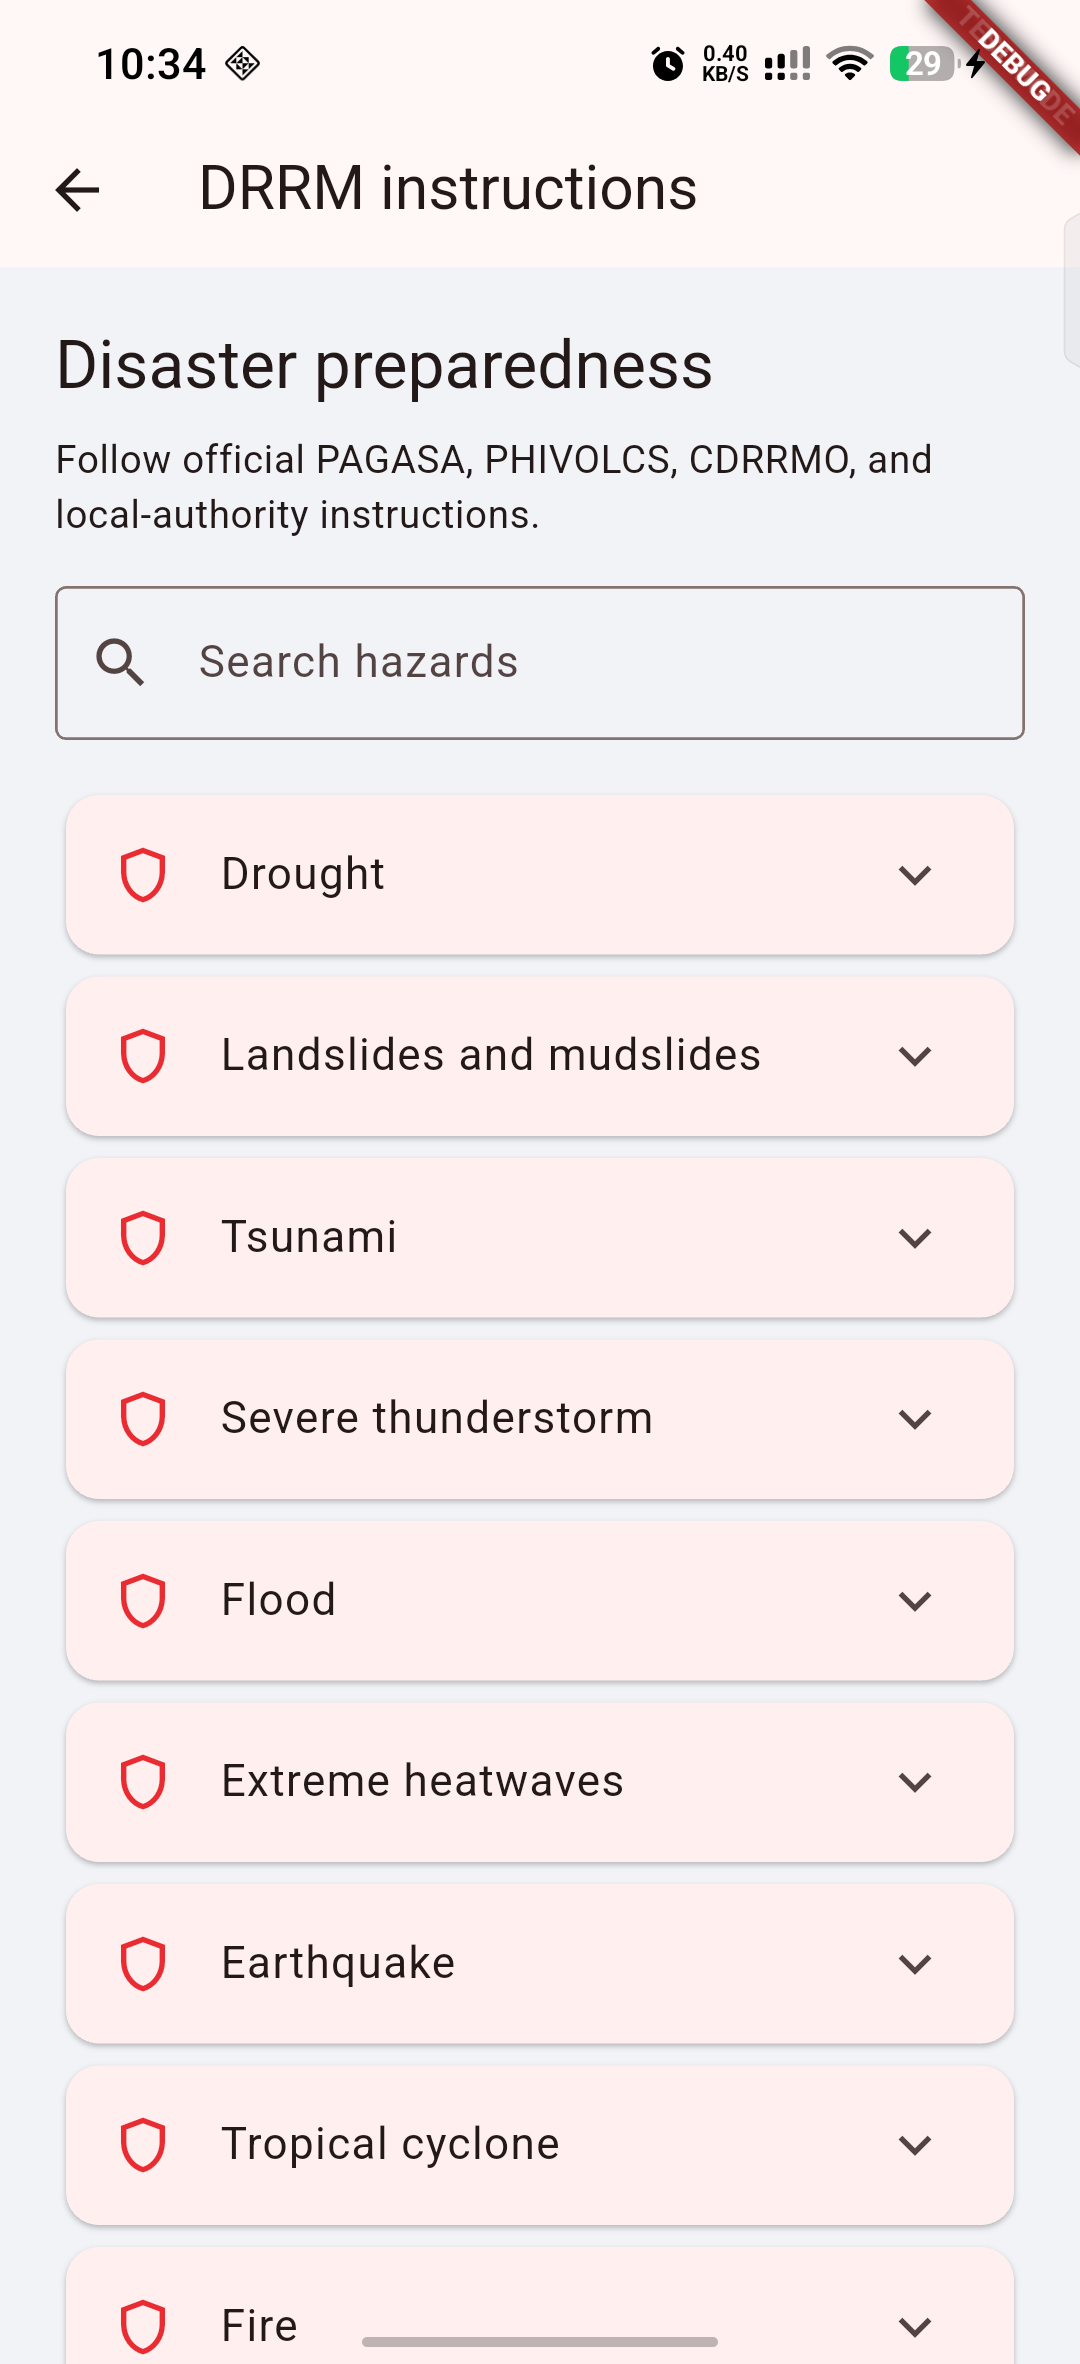 10:34
0.40
KB/S
29
DEBUG
DRRM instructions
Disaster preparedness
Follow official PAGASA, PHIVOLCS, CDRRMO, and
local-authority instructions.
Search hazards
Drought
Landslides and mudslides
Tsunami
Severe thunderstorm
Flood
Extreme heatwaves
Earthquake
Tropical cyclone
Fire